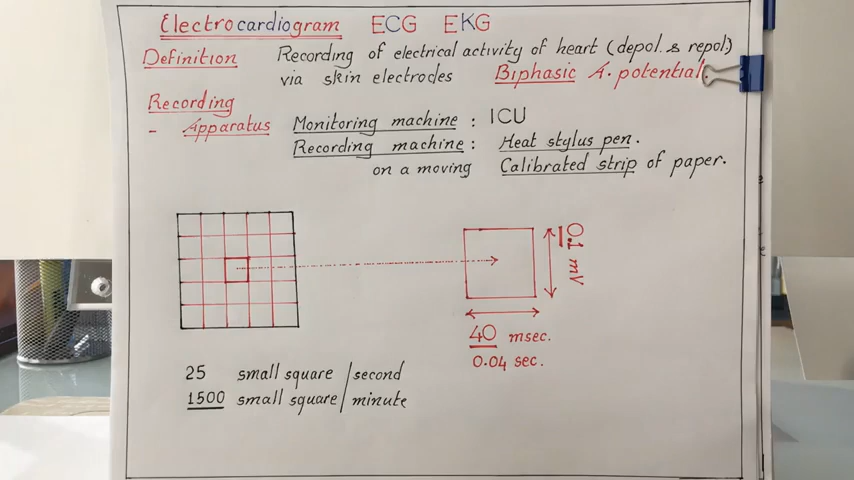 Electrocardiogram ECG EKG
Definition Recording of electrical activity of heart (depol. & repol)
via skin electrodes Biphasic A. potential.
Recording
- Apparatus Monitoring machine : ICU
Recording machine : Heat stylus pen.
on a moving Calibrated strip of paper.
0.1 mV
40 msec.
0.04 sec.
25 small square / second
1500 small square / minute